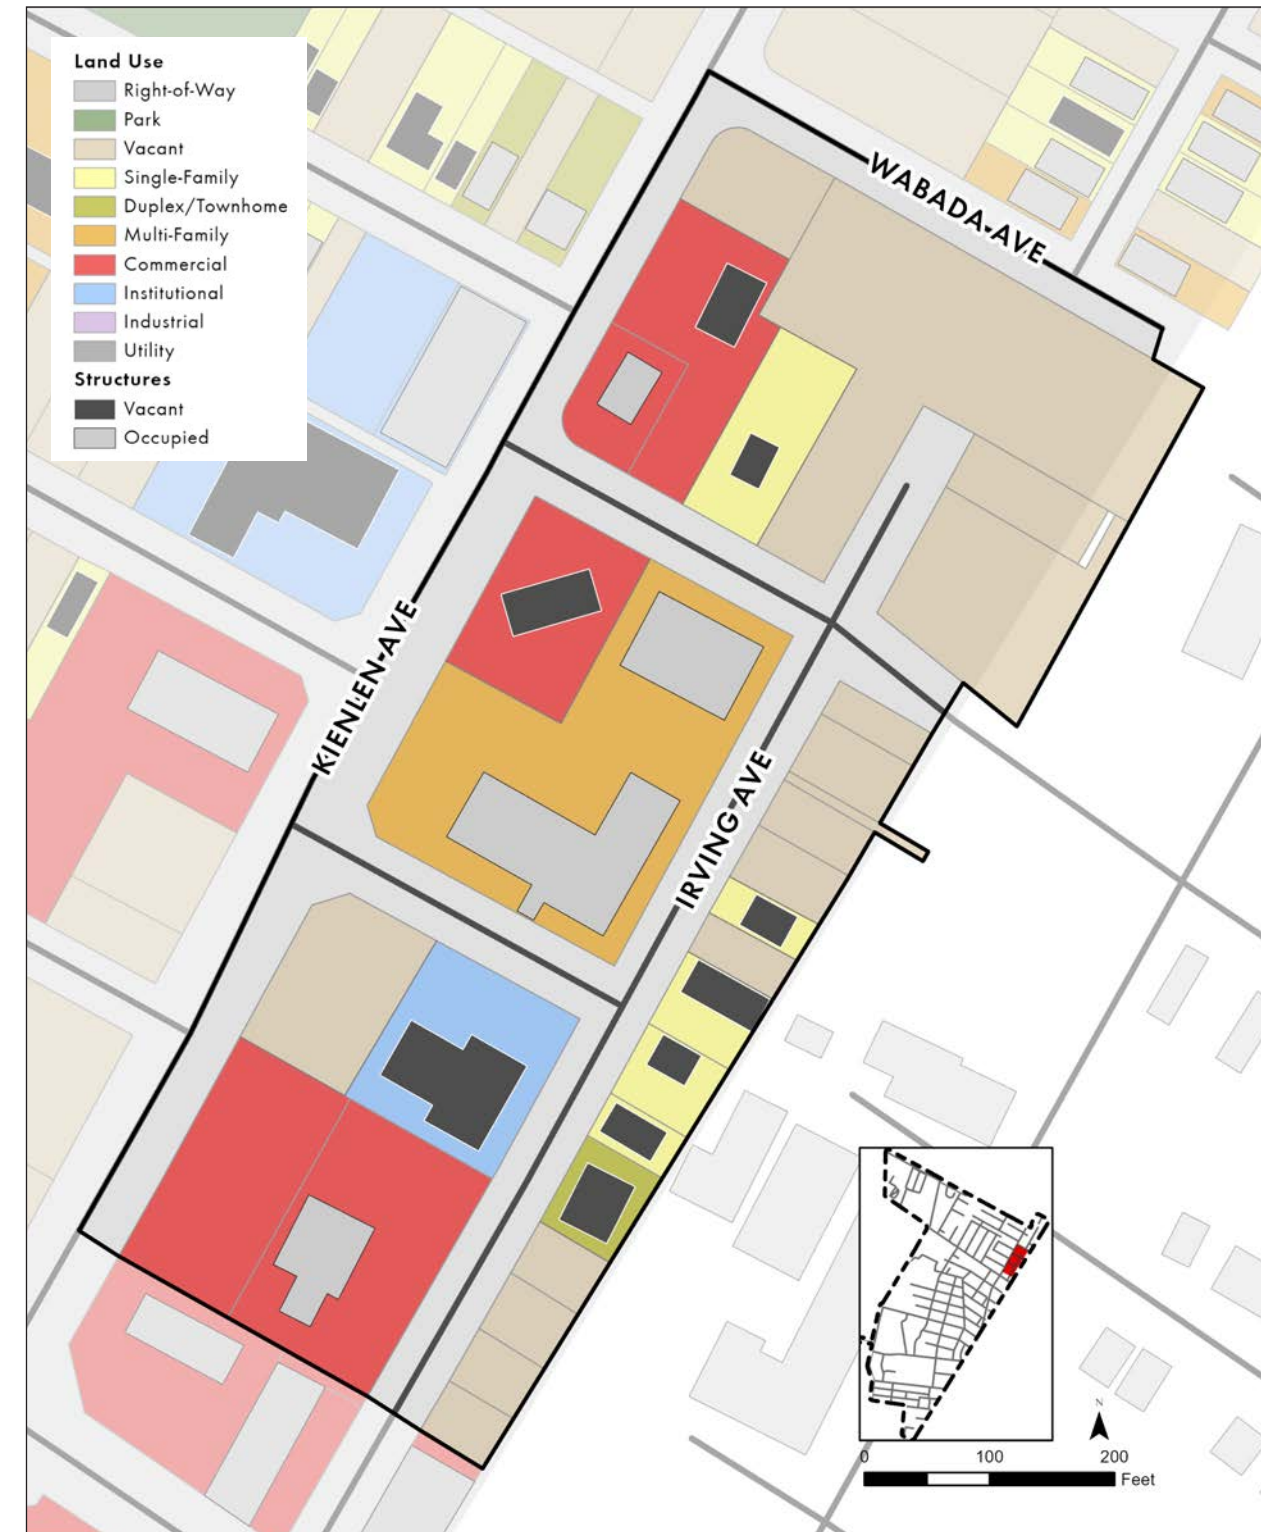 Land Use
Right-of-Way
Park
Vacant
Single-Family
Duplex/Townhome
Multi-Family
Commercial
Institutional
Industrial
Utility
Structures
Vacant
Occupied
WABADA AVE
KIENLEN AVE
IRVING AVE
N
0 100 200
Feet